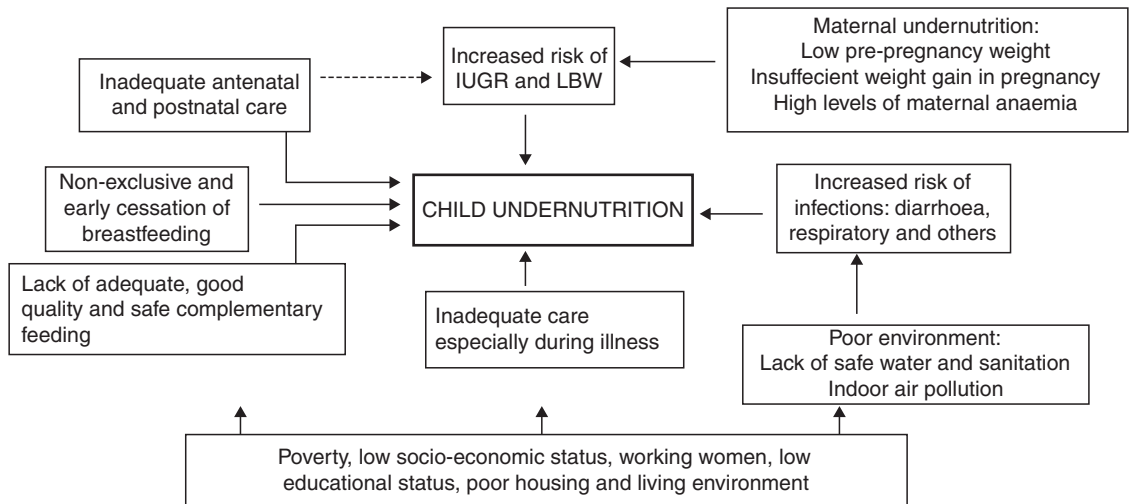 Maternal undernutrition:
Low pre-pregnancy weight
Insuffecient weight gain in pregnancy
High levels of maternal anaemia
Increased risk of
IUGR and LBW
Inadequate antenatal
and postnatal care
Non-exclusive and
early cessation of
breastfeeding
CHILD UNDERNUTRITION
Increased risk of
infections: diarrhoea,
respiratory and others
Lack of adequate, good
quality and safe complementary
feeding
Inadequate care
especially during illness
Poor environment:
Lack of safe water and sanitation
Indoor air pollution
Poverty, low socio-economic status, working women, low
educational status, poor housing and living environment